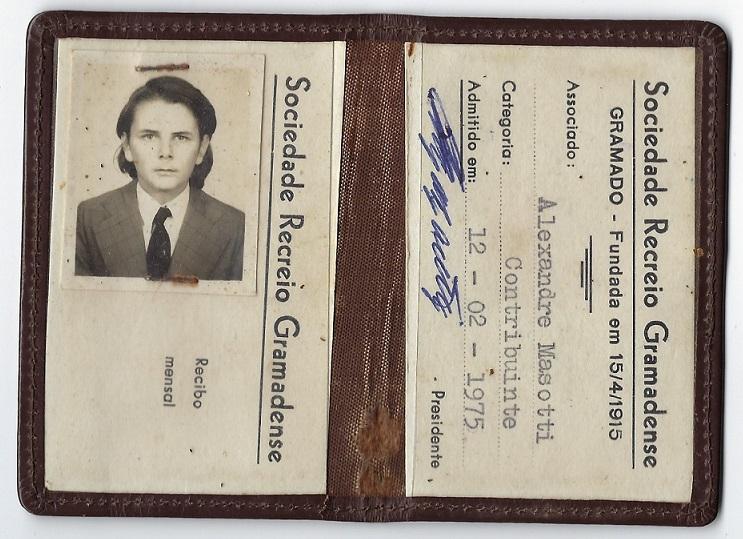 Sociedade Recreio Gramadense
GRAMADO - Fundada em 15/4/1915
Associado:
Alexandre Masotti
Categoria: Contribuinte
Admitido em: 12 - 02 - 1975
Presidente
Sociedade Recreio Gramadense
Recibo
mensal